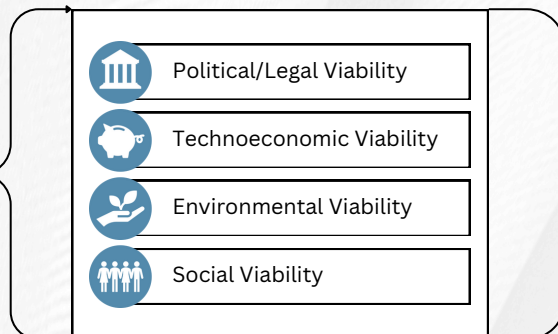 Political/Legal Viability
Technoeconomic Viability
Environmental Viability
Social Viability